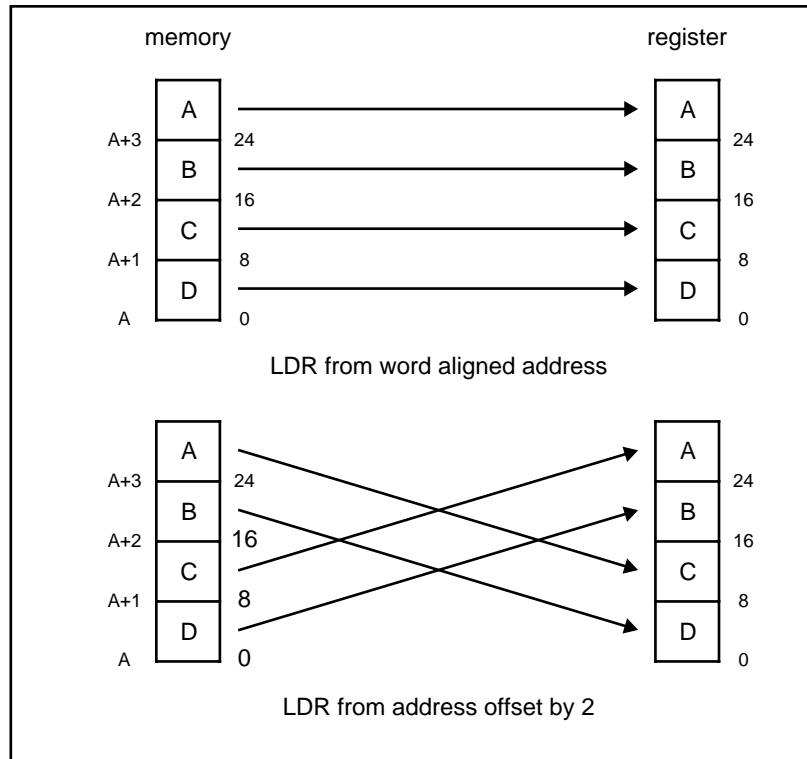 memory register
A A
A+3 24 24
B B
A+2 16 16
C C
A+1 8 8
D D
A 0 0
LDR from word aligned address
A A
A+3 24 24
B B
A+2 16 16
C C
A+1 8 8
D D
A 0 0
LDR from address offset by 2